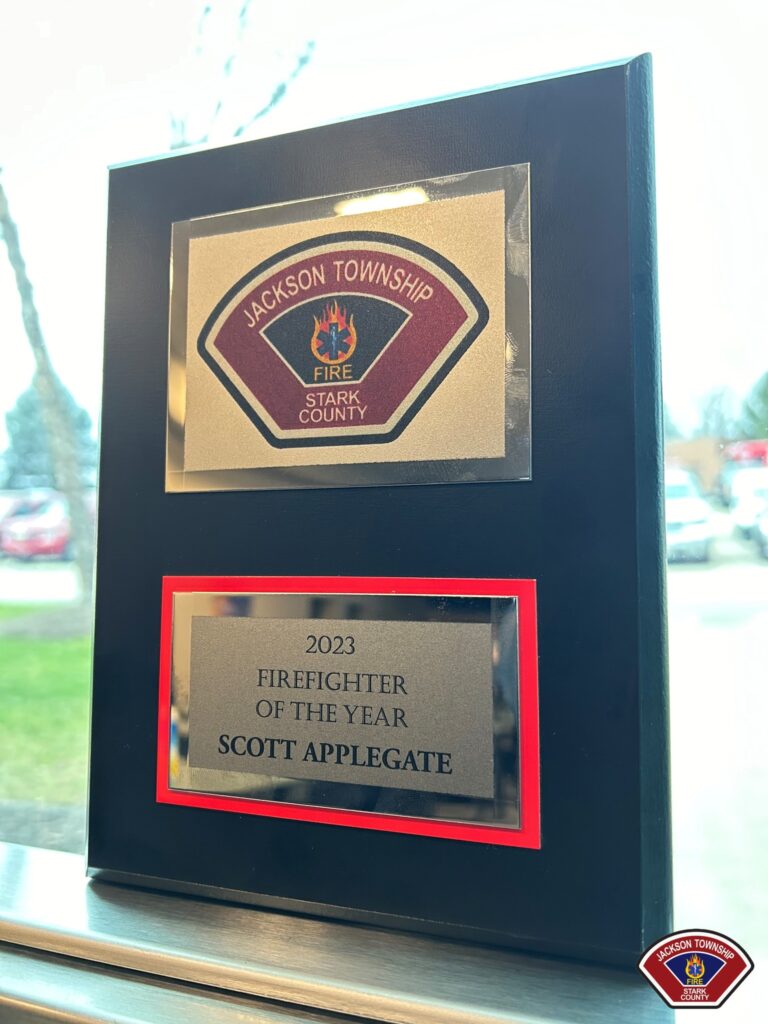 JACKSON TOWNSHIP
FIRE
STARK
COUNTY
2023
FIREFIGHTER
OF THE YEAR
SCOTT APPLEGATE
JACKSON TOWNSHIP
FIRE
STARK
COUNTY